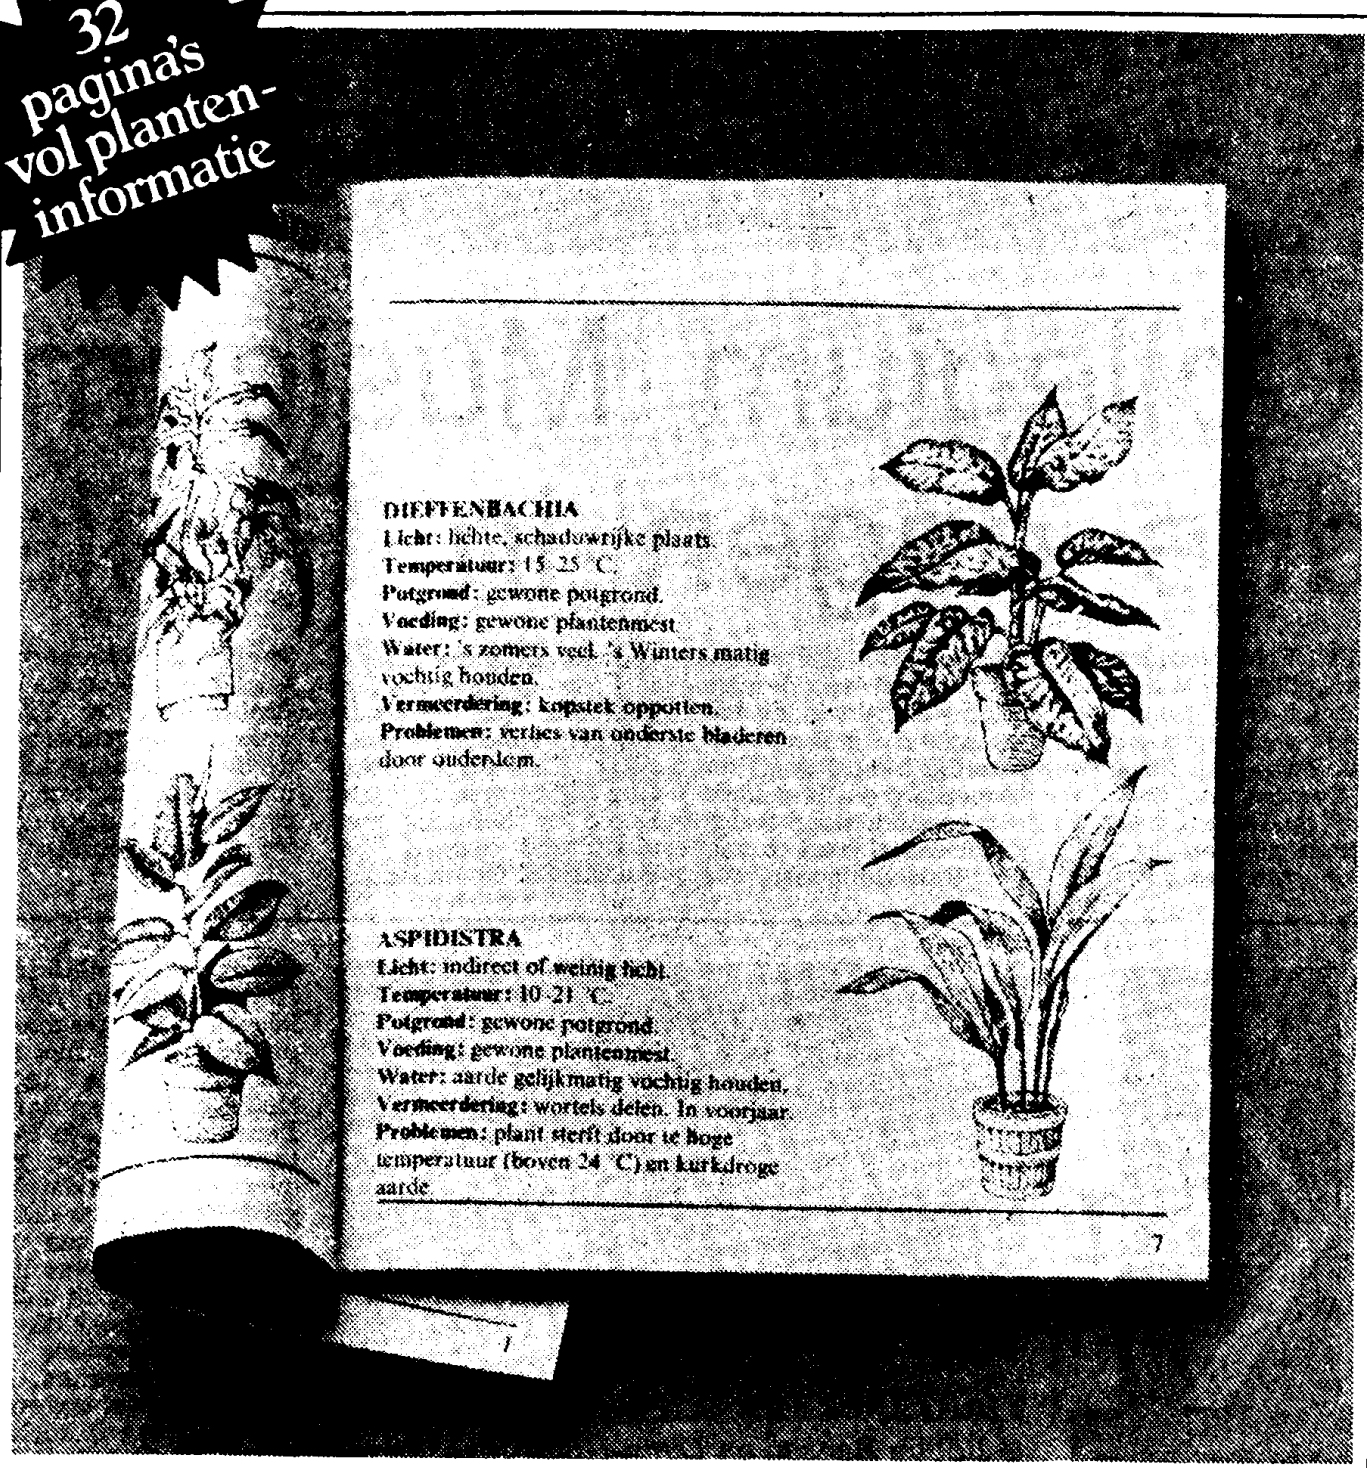 32
pagina's
vol planten-
informatie
DIEFFENBACHIA
Licht: lichte, schaduwrijke plaats.
Temperatuur: 15-25 °C.
Potgrond: gewone potgrond.
Voeding: gewone plantenmest.
Water: 's zomers veel. 's Winters matig
vochtig houden.
Vermeerdering: kopstek oppotten.
Problemen: verlies van onderste bladeren
door ouderdom.
ASPIDISTRA
Licht: indirect of weinig licht.
Temperatuur: 10-21 °C.
Potgrond: gewone potgrond.
Voeding: gewone plantenmest.
Water: aarde gelijkmatig vochtig houden.
Vermeerdering: wortels delen. In voorjaar.
Problemen: plant sterft door te hoge
temperatuur (boven 24 °C) en kurkdroge
aarde.
7